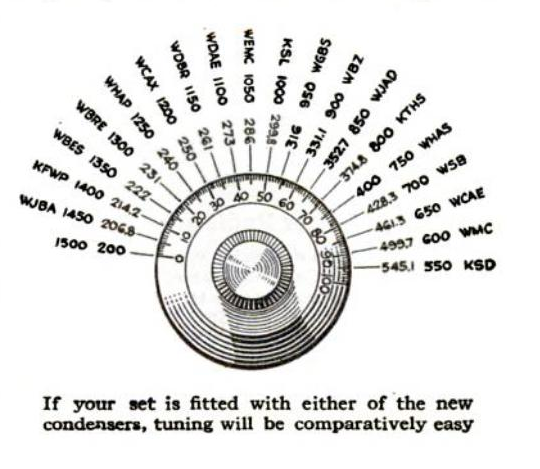 1500 200
WJBA 1450 206.8
KFWP 1400 214.2
WBES 1350 222
WBRE 1300 231
WHAP 1250 240
WCAX 1200 250
WDBR 1150 261
WDAE 1100 273
WEMC 1050 286
KSL 1000 299.8
316 950 WGBS
331.1 900 WBZ
352.7 850 WJAD
374.8 800 KTHS
400 750 WHAS
428.3 700 WSB
461.3 650 WCAE
499.7 600 WMC
545.1 550 KSD
0 10 20 30 40 50 60 70 80 90 100
If your set is fitted with either of the new
condensers, tuning will be comparatively easy